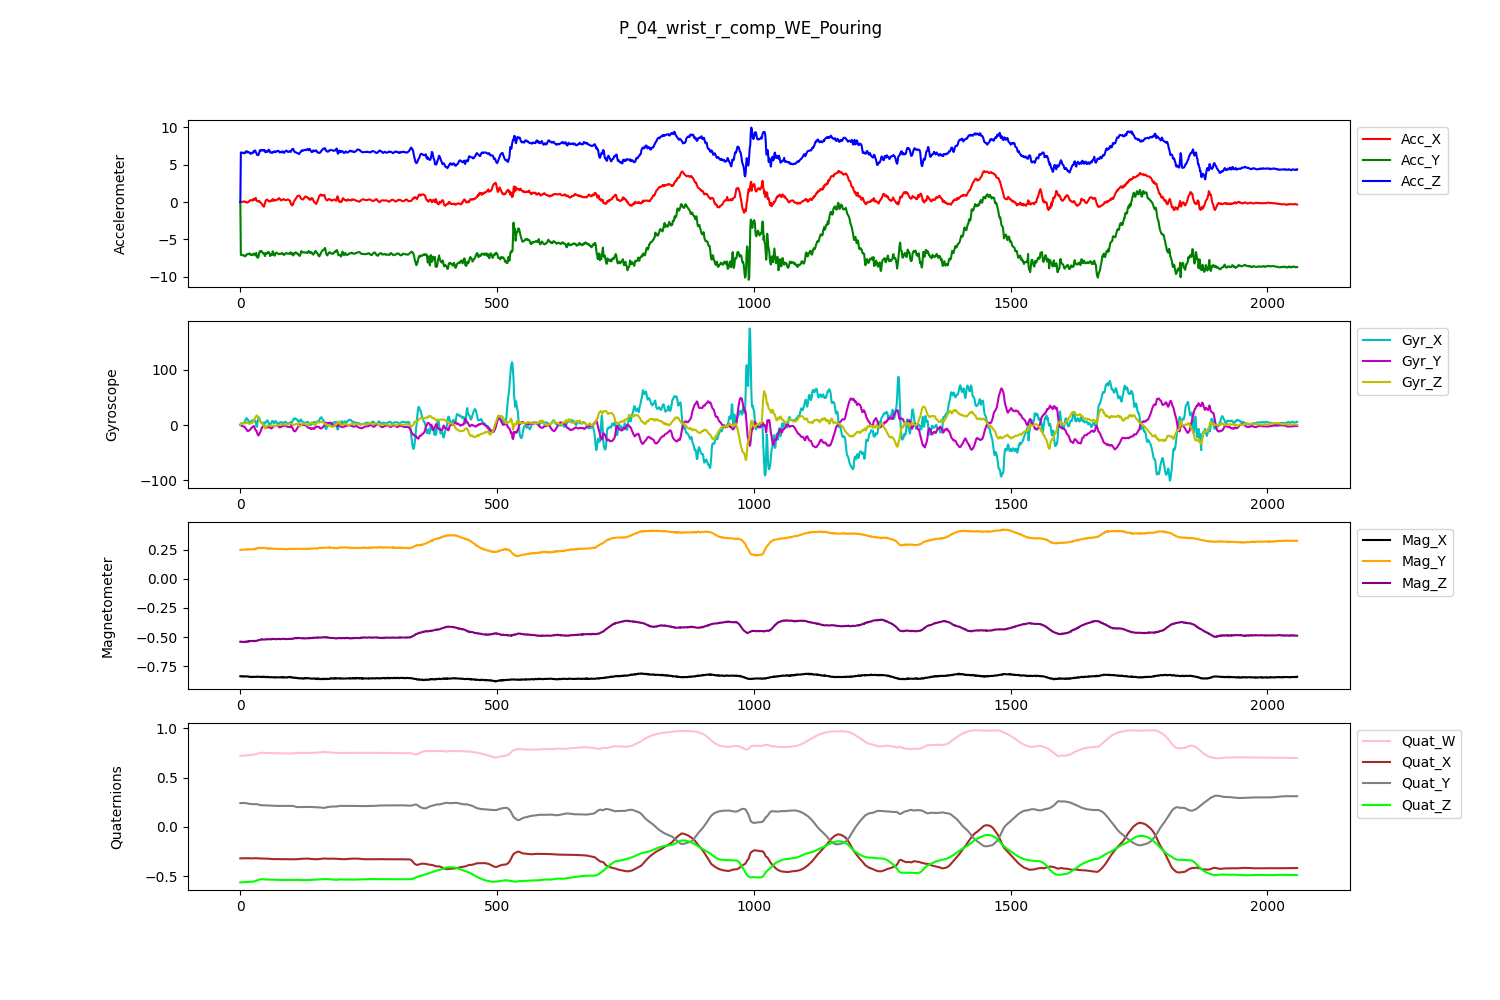 P_04_wrist_r_comp_WE_Pouring
Accelerometer
10
5
0
−5
−10
0 500 1000 1500 2000
Acc_X
Acc_Y
Acc_Z
Gyroscope
100
0
−100
0 500 1000 1500 2000
Gyr_X
Gyr_Y
Gyr_Z
Magnetometer
0.25
0.00
−0.25
−0.50
−0.75
0 500 1000 1500 2000
Mag_X
Mag_Y
Mag_Z
Quaternions
1.0
0.5
0.0
−0.5
0 500 1000 1500 2000
Quat_W
Quat_X
Quat_Y
Quat_Z